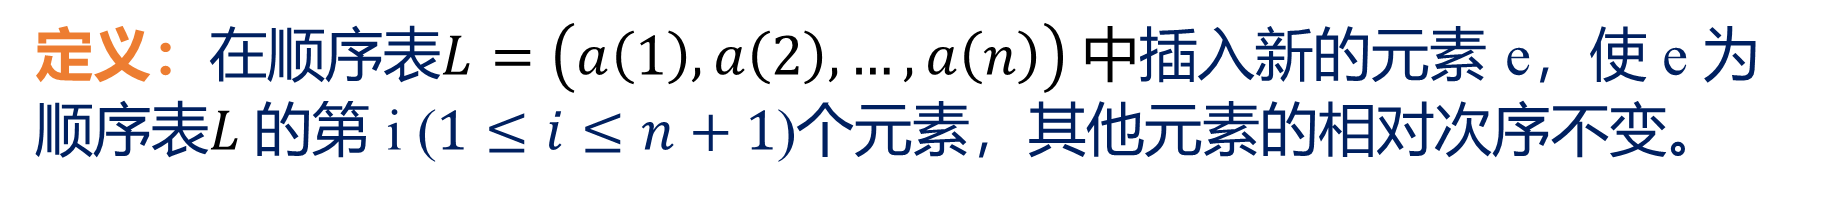 定义：在顺序表L = (a(1), a(2), … , a(n)) 中插入新的元素 e，使 e 为
顺序表L 的第 i (1 ≤ i ≤ n + 1)个元素，其他元素的相对次序不变。